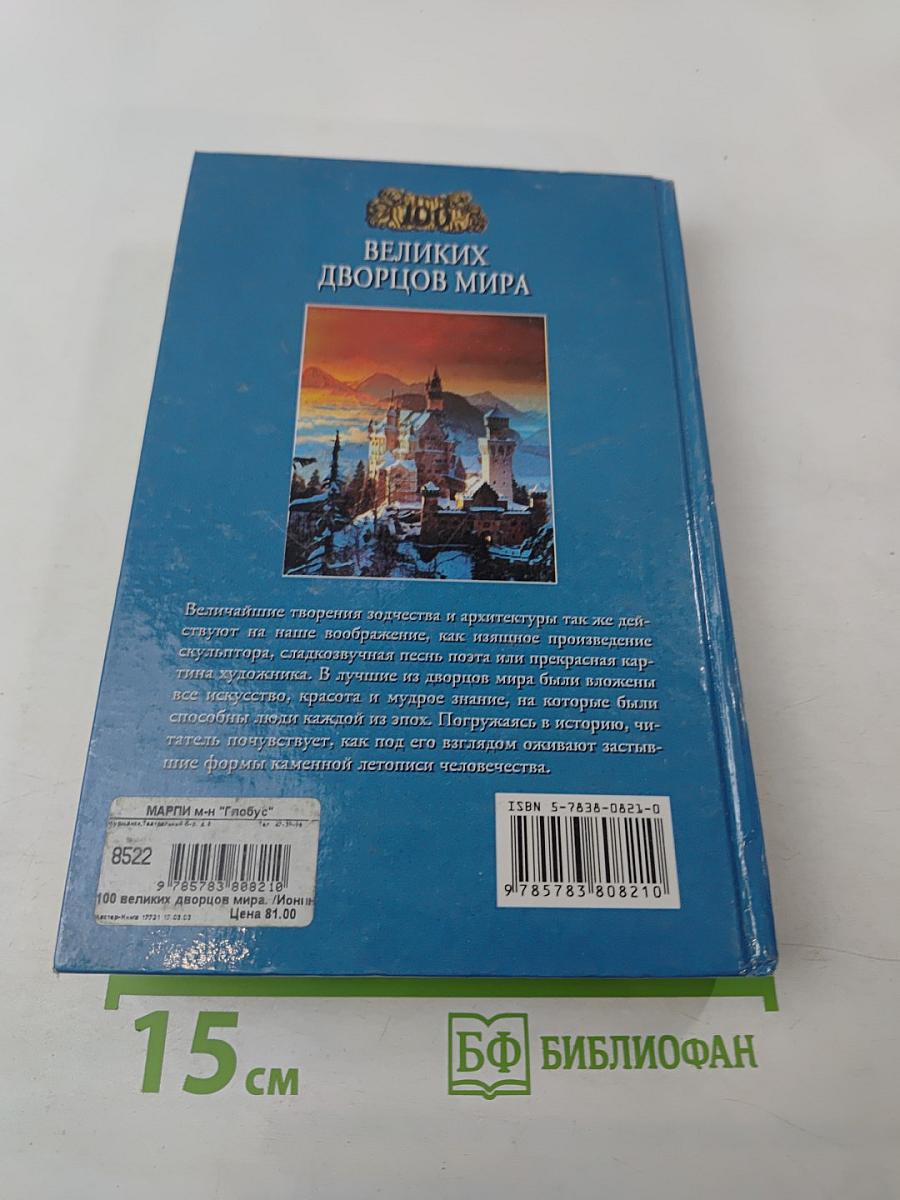 100
ВЕЛИКИХ
ДВОРЦОВ МИРА
Величайшие творения зодчества и архитектуры так же дей-
ствуют на наше воображение, как изящное произведение
скульптора, сладкозвучная песнь поэта или прекрасная кар-
тина художника. В лучшие из дворцов мира были вложены
все искусство, красота и мудрое знание, на которые были
способны люди каждой из эпох. Погружаясь в историю, чи-
татель почувствует, как под его взглядом оживают застыв-
шие формы каменной летописи человечества.
МАРПИ м-н "Глобус"
8522
9 785783 808210
100 великих дворцов мира. /Ионин
Цена 81.00
ISBN 5-7838-0821-0
9 785783 808210
15 см
БФ БИБЛИОФАН